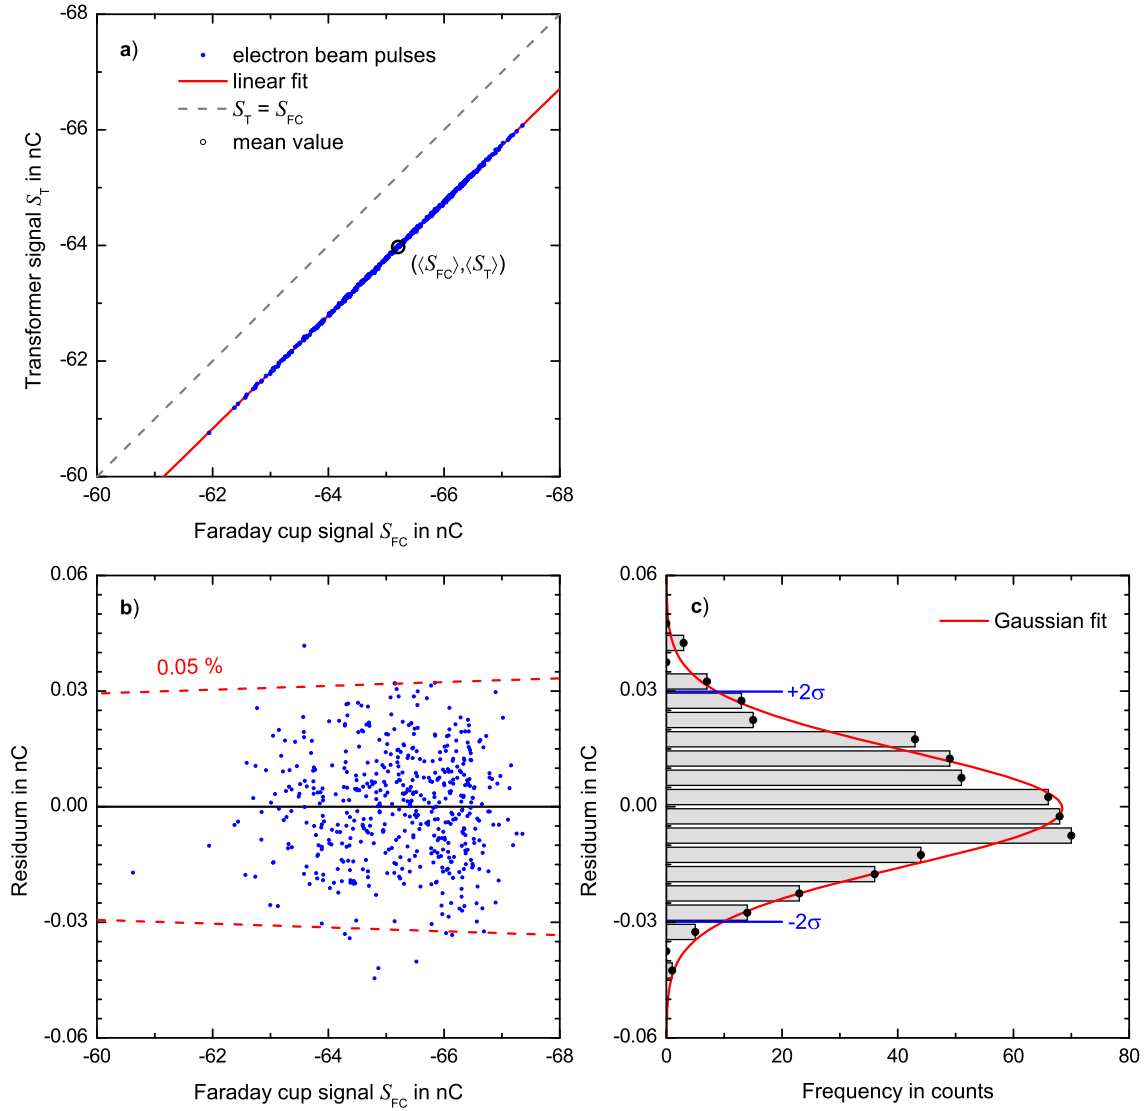 a)
electron beam pulses
linear fit
S_T = S_FC
mean value
(⟨S_FC⟩,⟨S_T⟩)
Transformer signal S_T in nC
-68
-66
-64
-62
-60
-60
-62
-64
-66
-68
Faraday cup signal S_FC in nC
b)
0.05 %
Residuum in nC
0.06
0.03
0.00
-0.03
-0.06
-60
-62
-64
-66
-68
Faraday cup signal S_FC in nC
c)
Gaussian fit
+2σ
-2σ
Residuum in nC
0.06
0.03
0.00
-0.03
-0.06
0
20
40
60
80
Frequency in counts